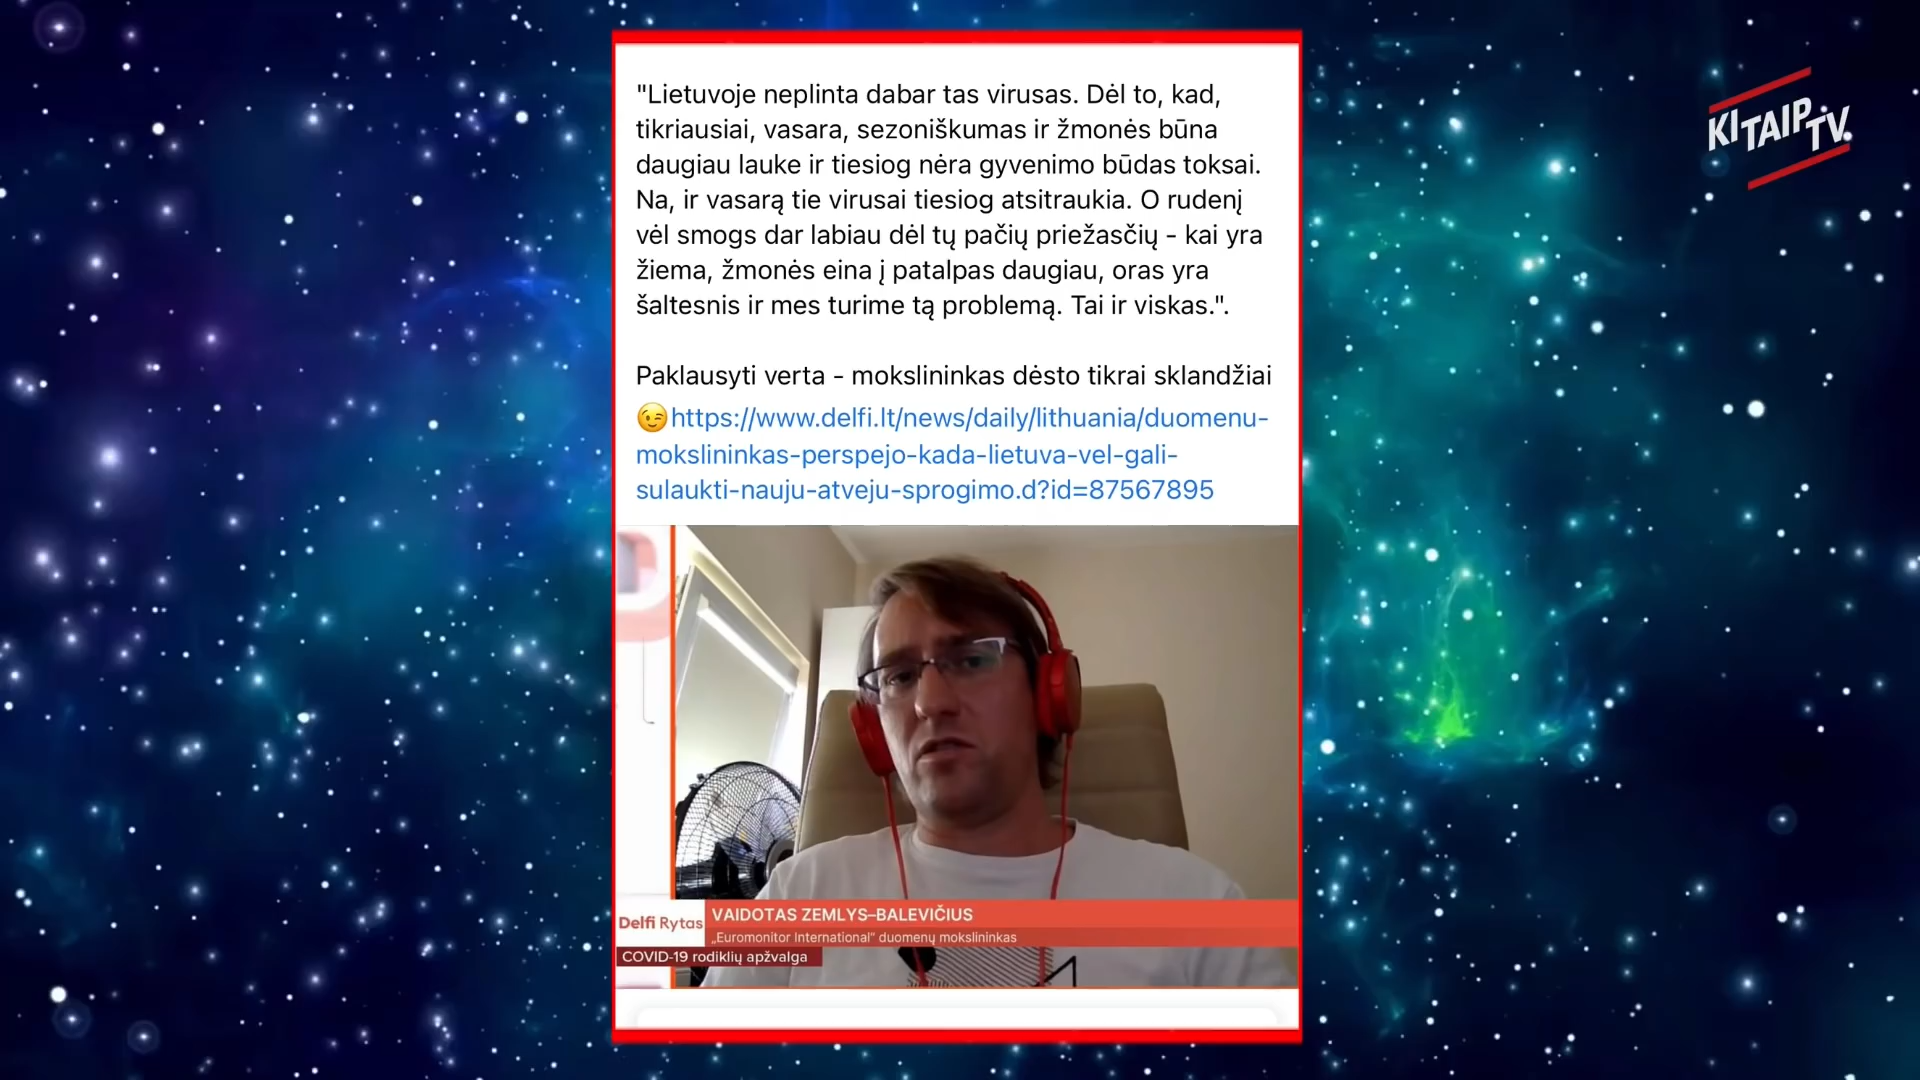 "Lietuvoje neplinta dabar tas virusas. Dėl to, kad,
tikriausiai, vasara, sezoniškumas ir žmonės būna
daugiau lauke ir tiesiog nėra gyvenimo būdas toksai.
Na, ir vasarą tie virusai tiesiog atsitraukia. O rudenį
vėl smogs dar labiau dėl tų pačių priežasčių - kai yra
žiema, žmonės eina į patalpas daugiau, oras yra
šaltesnis ir mes turime tą problemą. Tai ir viskas.".
Paklausyti verta - mokslininkas dėsto tikrai sklandžiai
😉https://www.delfi.lt/news/daily/lithuania/duomenu-
mokslininkas-perspejo-kada-lietuva-vel-gali-
sulaukti-nauju-atveju-sprogimo.d?id=87567895
KITAIP TV.
Delfi Rytas
VAIDOTAS ZEMLYS–BALEVIČIUS
„Euromonitor International" duomenų mokslininkas
COVID-19 rodiklių apžvalga